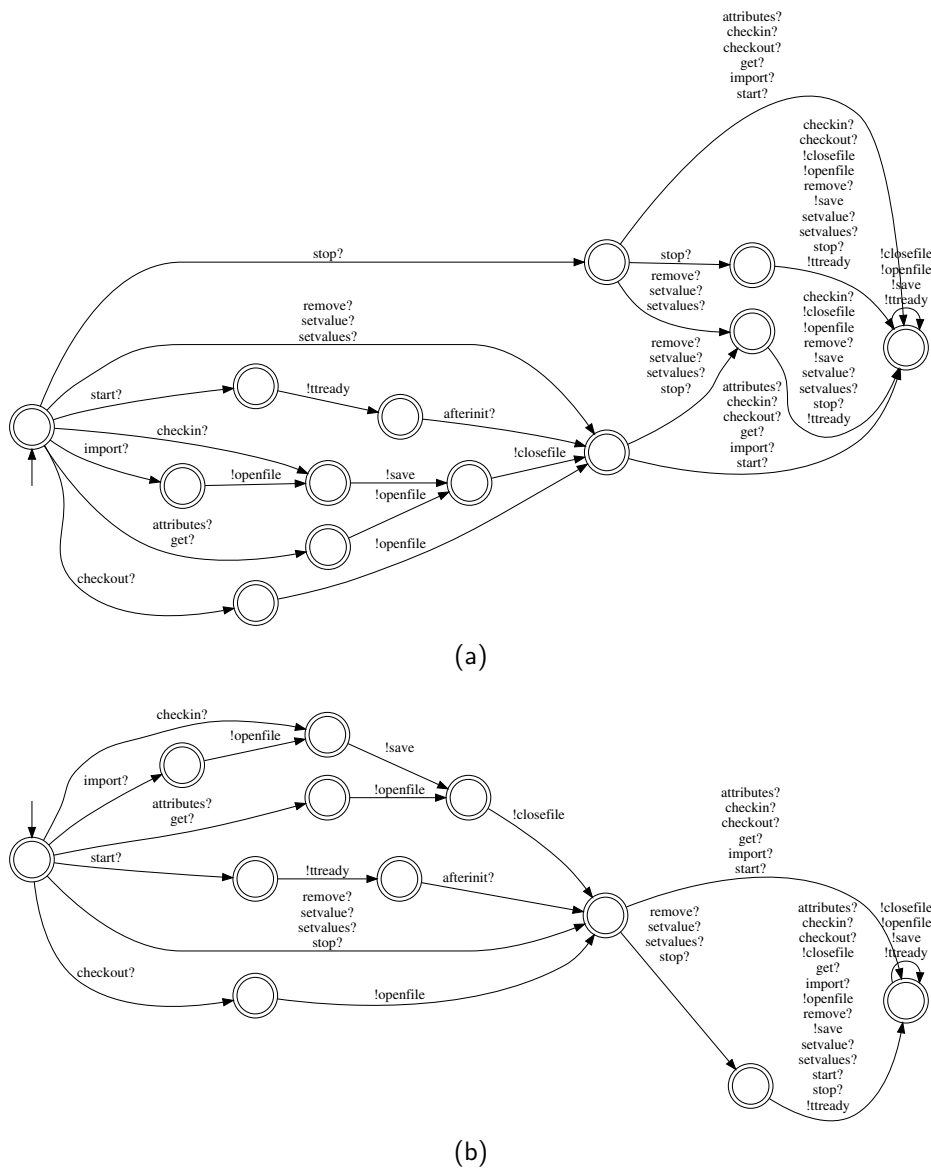 attributes?
checkin?
checkout?
get?
import?
start?
checkin?
checkout?
!closefile
!openfile
remove?
!save
setvalue?
setvalues?
stop?
!ttready
stop?
stop?
!closefile
!openfile
!save
!ttready
remove?
setvalue?
setvalues?
remove?
setvalue?
setvalues?
checkin?
!closefile
!openfile
remove?
!save
setvalue?
setvalues?
stop?
!ttready
remove?
setvalue?
setvalues?
stop?
start?
!ttready
afterinit?
attributes?
checkin?
checkout?
get?
import?
start?
checkin?
import?
!openfile
!save
!closefile
!openfile
attributes?
get?
!openfile
checkout?
(a)
checkin?
!openfile
!save
import?
attributes?
get?
!openfile
!closefile
attributes?
checkin?
checkout?
get?
import?
start?
start?
!ttready
afterinit?
remove?
setvalue?
setvalues?
stop?
remove?
setvalue?
setvalues?
stop?
attributes?
checkin?
checkout?
!closefile
get?
import?
!openfile
remove?
!save
setvalue?
setvalues?
start?
stop?
!ttready
!closefile
!openfile
!save
!ttready
checkout?
!openfile
(b)